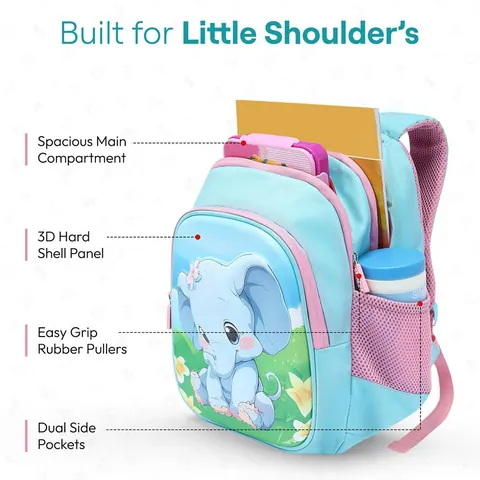 Built for Little Shoulder's
Spacious Main
Compartment
3D Hard
Shell Panel
Easy Grip
Rubber Pullers
Dual Side
Pockets